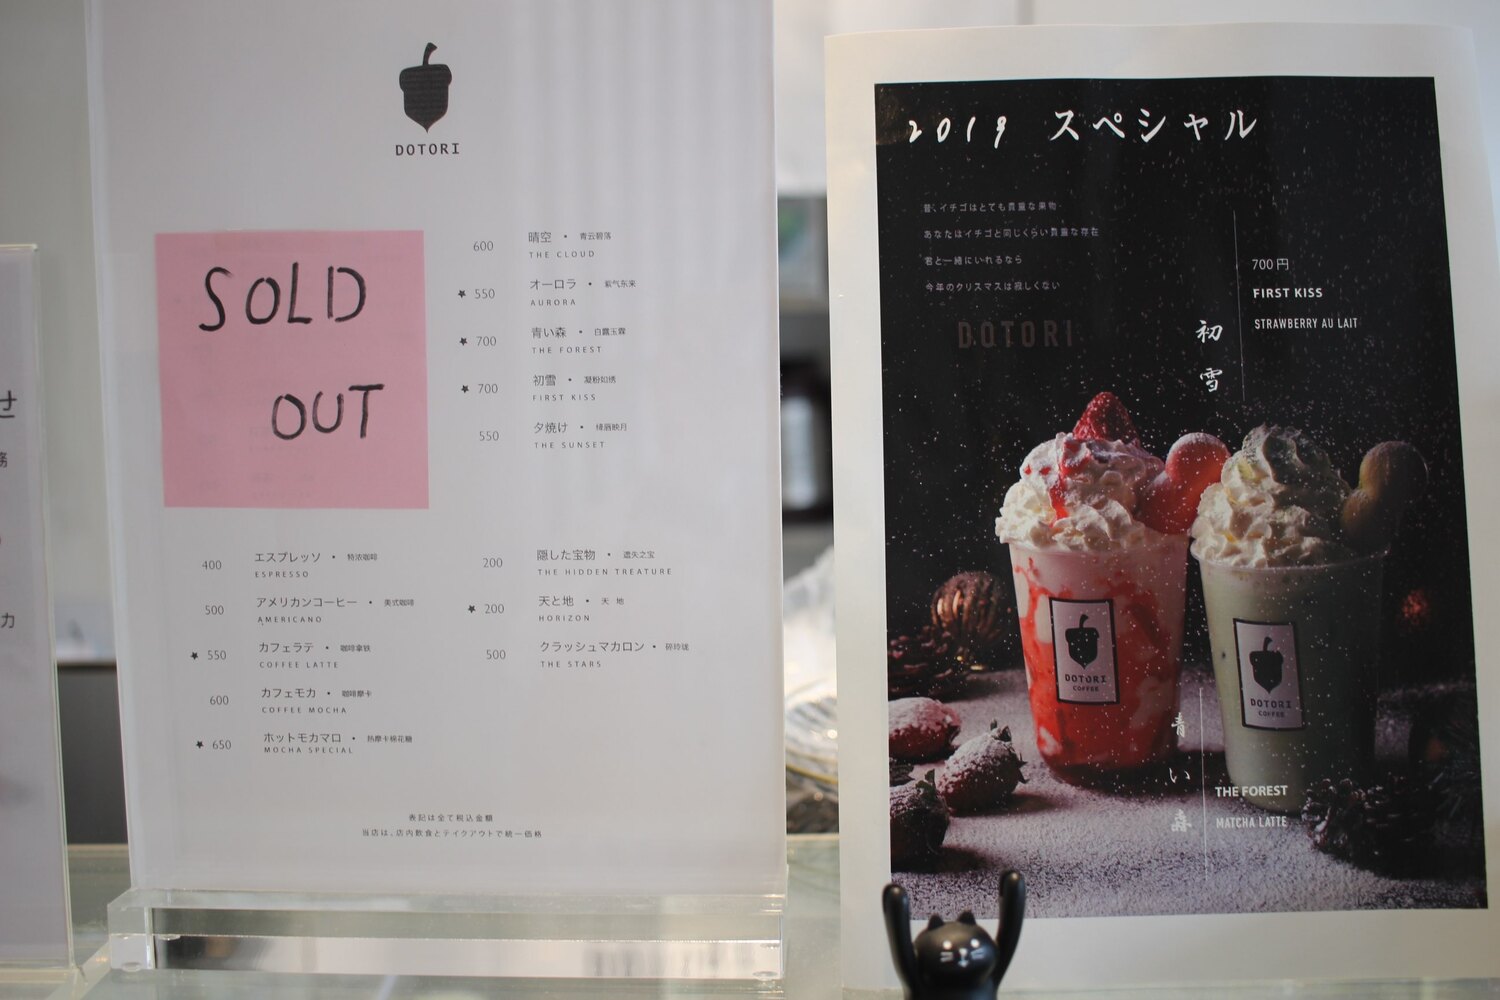 DOTORI
SOLD
OUT
600 晴空 • 青云碧落
THE CLOUD
★ 550 オーロラ • 紫气东来
AURORA
★ 700 青い森 • 白露玉霖
THE FOREST
★ 700 初雪 • 凝粉如绣
FIRST KISS
550 夕焼け • 绛唇映月
THE SUNSET
400 エスプレッソ • 特浓咖啡
ESPRESSO
500 アメリカンコーヒー • 美式咖啡
AMERICANO
★ 550 カフェラテ • 咖啡拿铁
COFFEE LATTE
600 カフェモカ • 咖啡摩卡
COFFEE MOCHA
★ 650 ホットモカマロ • 热摩卡棉花糖
MOCHA SPECIAL
200 隠した宝物 • 遗失之宝
THE HIDDEN TREATURE
★ 200 天と地 • 天 地
HORIZON
500 クラッシュマカロン • 碎玲珑
THE STARS
表記は全て税込金額
当店は、店内飲食とテイクアウトで統一価格
せ
務
カ
2019 スペシャル
昔、イチゴはとても貴重な果物
あなたはイチゴと同じくらい貴重な存在
君と一緒にいれるなら
今年のクリスマスは寂しくない
DOTORI
初雪
700円
FIRST KISS
STRAWBERRY AU LAIT
DOTORI
COFFEE
DOTORI
COFFEE
青い森
THE FOREST
MATCHA LATTE